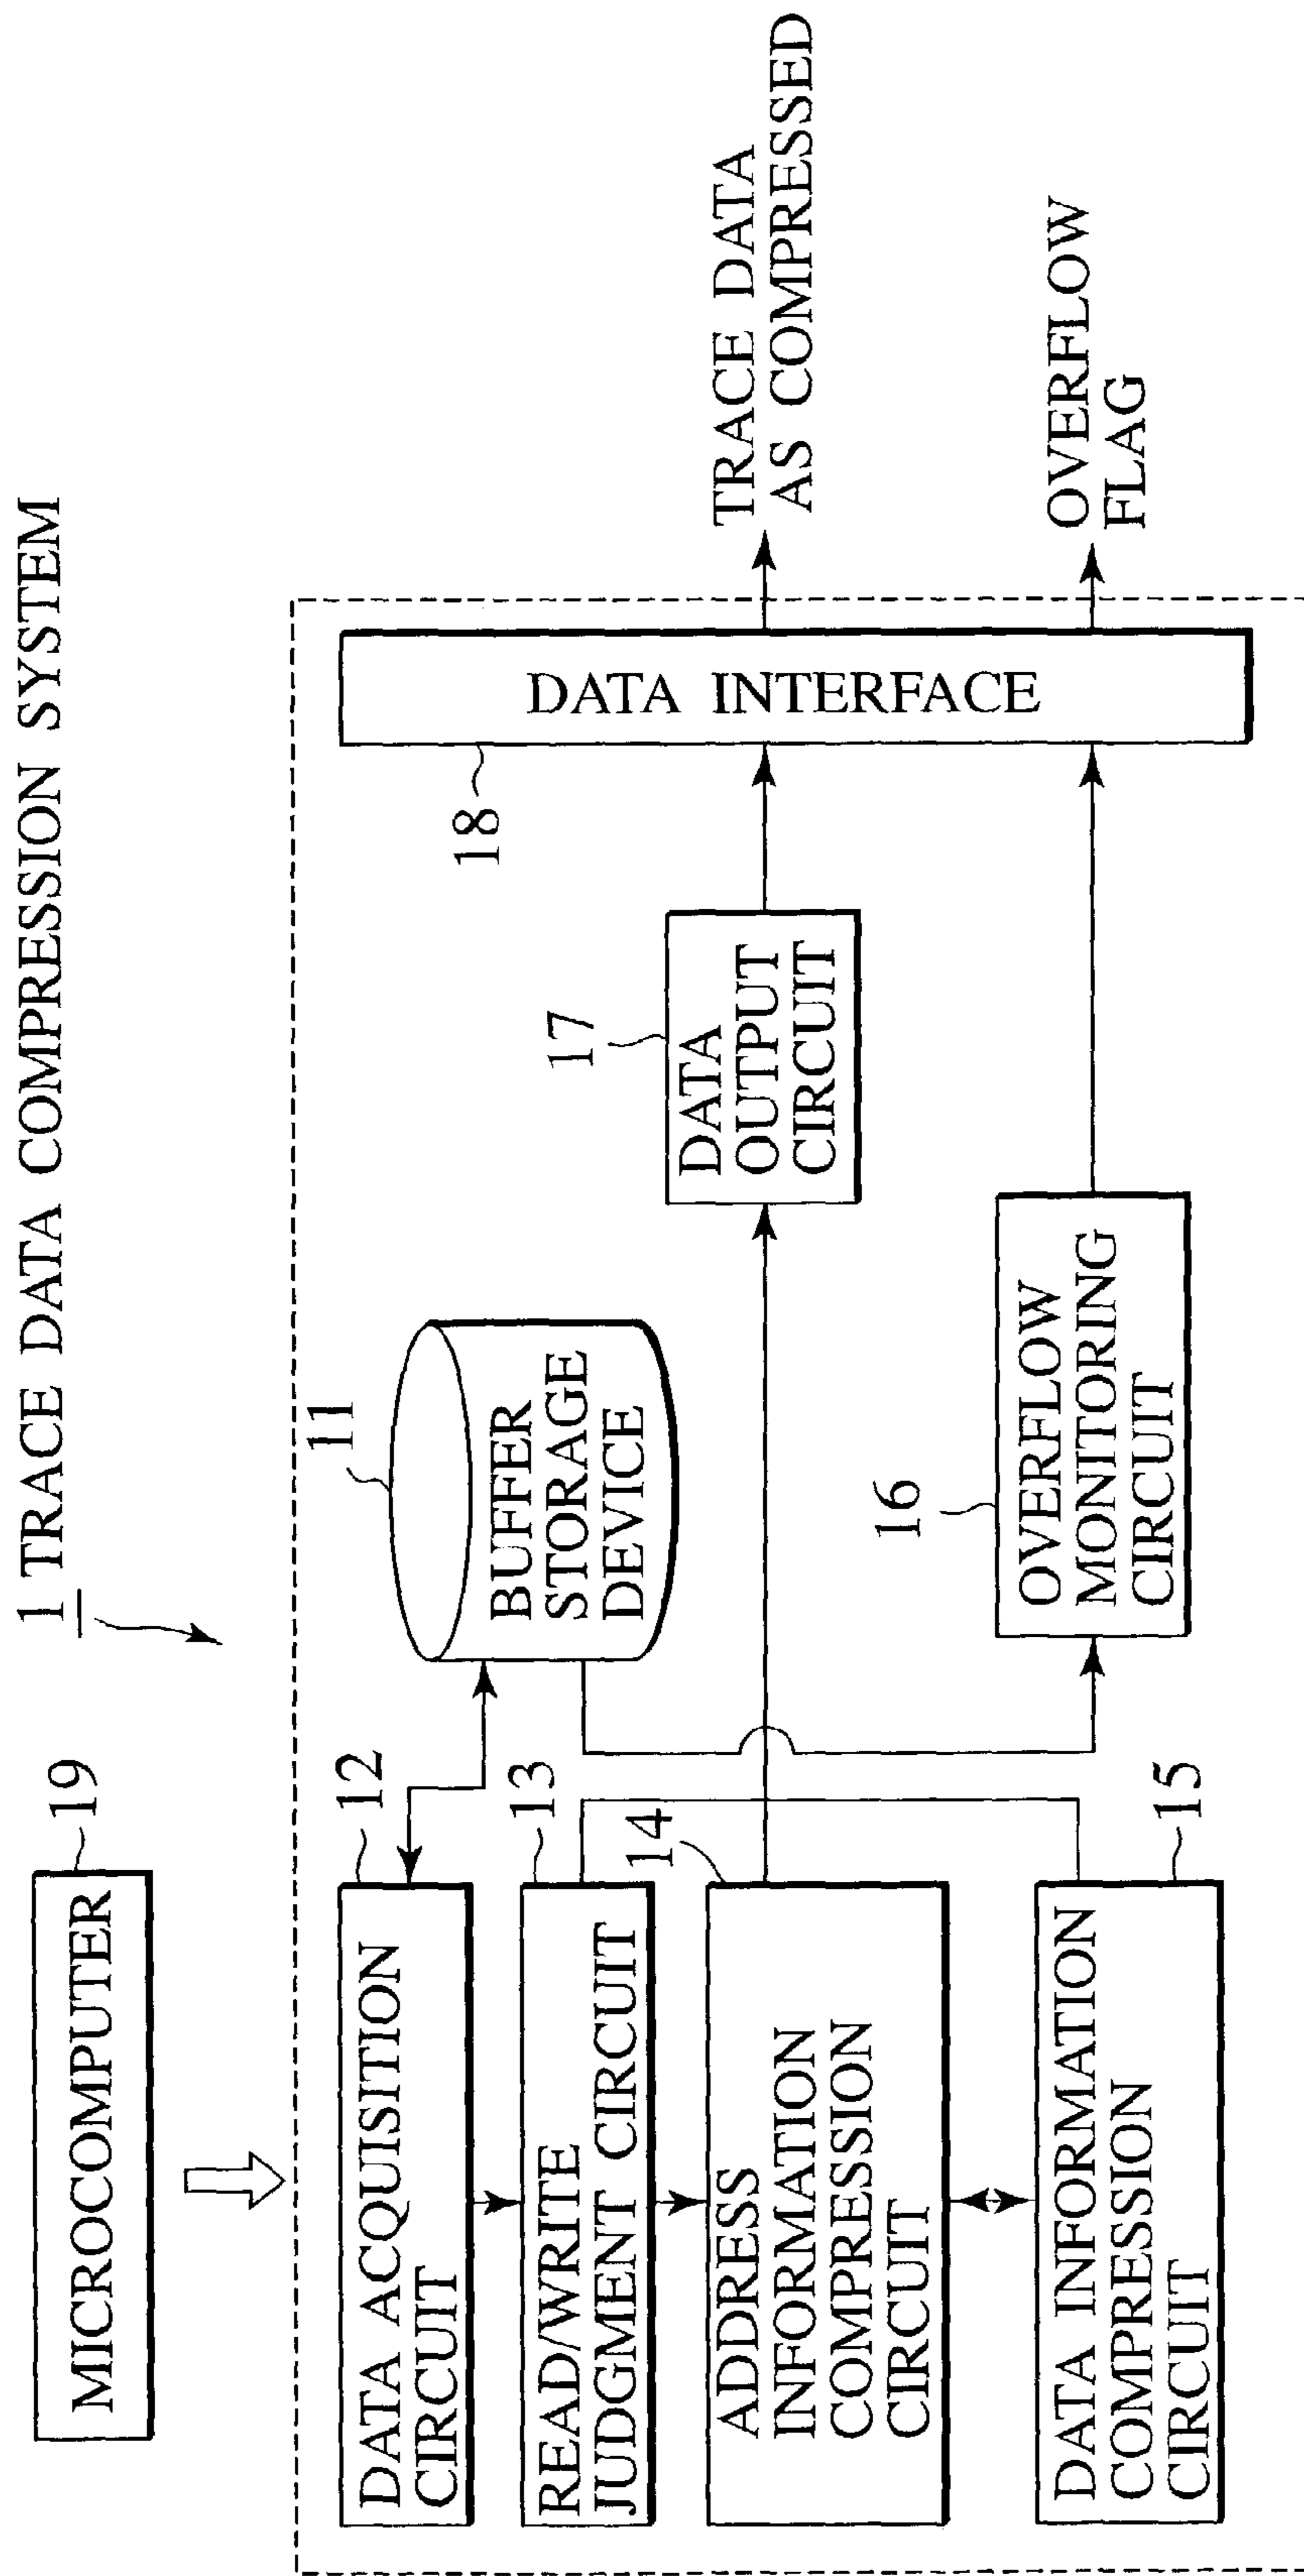 1 TRACE DATA COMPRESSION SYSTEM
MICROCOMPUTER
19
DATA ACQUISITION
CIRCUIT
12
READ/WRITE
JUDGMENT CIRCUIT
13
ADDRESS
INFORMATION
COMPRESSION
CIRCUIT
14
DATA INFORMATION
COMPRESSION
CIRCUIT
15
BUFFER
STORAGE
DEVICE
11
OVERFLOW
MONITORING
CIRCUIT
16
DATA
OUTPUT
CIRCUIT
17
DATA INTERFACE
18
TRACE DATA
AS COMPRESSED
OVERFLOW
FLAG